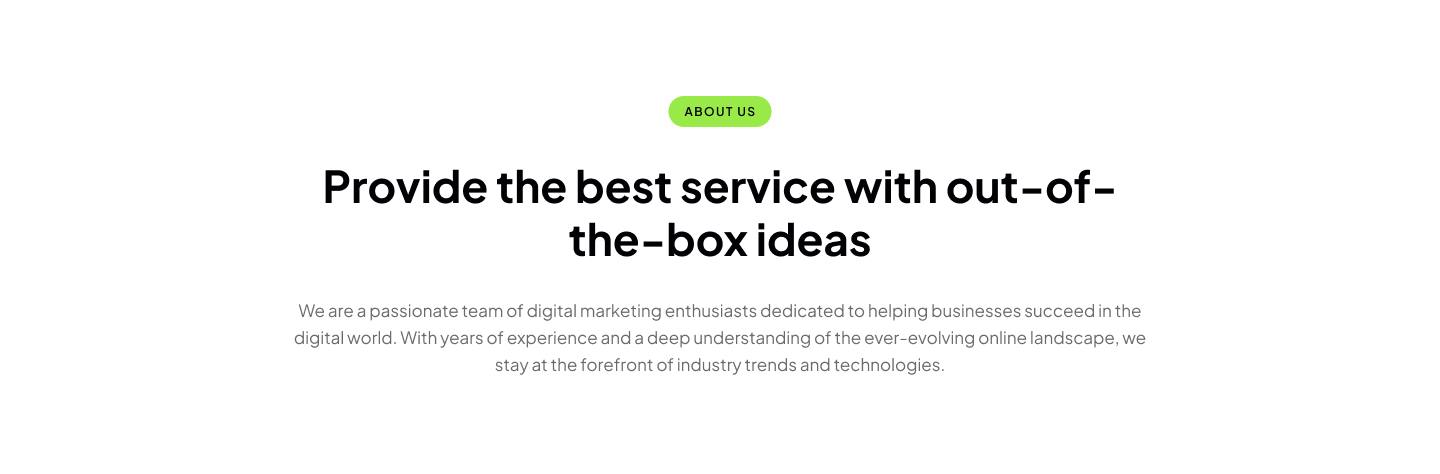 ABOUT US
Provide the best service with out-of-
the-box ideas
We are a passionate team of digital marketing enthusiasts dedicated to helping businesses succeed in the
digital world. With years of experience and a deep understanding of the ever-evolving online landscape, we
stay at the forefront of industry trends and technologies.